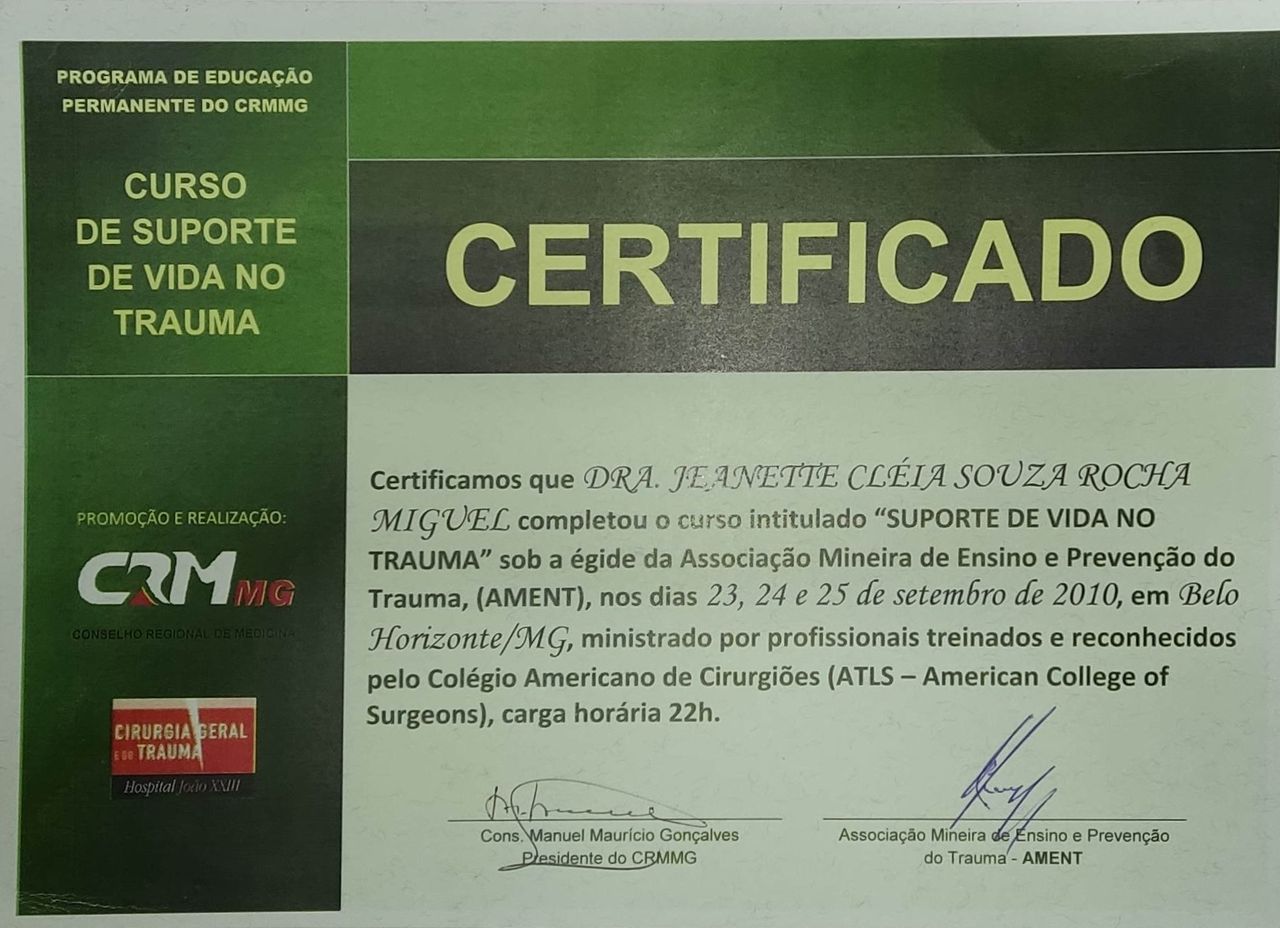 PROGRAMA DE EDUCAÇÃO
PERMANENTE DO CRMMG
CURSO
DE SUPORTE
DE VIDA NO
TRAUMA
CERTIFICADO
Certificamos que DRA. JEANETTE CLÉIA SOUZA ROCHA
MIGUEL completou o curso intitulado “SUPORTE DE VIDA NO
TRAUMA” sob a égide da Associação Mineira de Ensino e Prevenção do
Trauma, (AMENT), nos dias 23, 24 e 25 de setembro de 2010, em Belo
Horizonte/MG, ministrado por profissionais treinados e reconhecidos
pelo Colégio Americano de Cirurgiões (ATLS – American College of
Surgeons), carga horária 22h.
PROMOÇÃO E REALIZAÇÃO:
CRMMG
CONSELHO REGIONAL DE MEDICINA
CIRURGIA GERAL
E DO TRAUMA
Hospital João XXIII
Cons. Manuel Maurício Gonçalves
Presidente do CRMMG
Associação Mineira de Ensino e Prevenção
do Trauma - AMENT